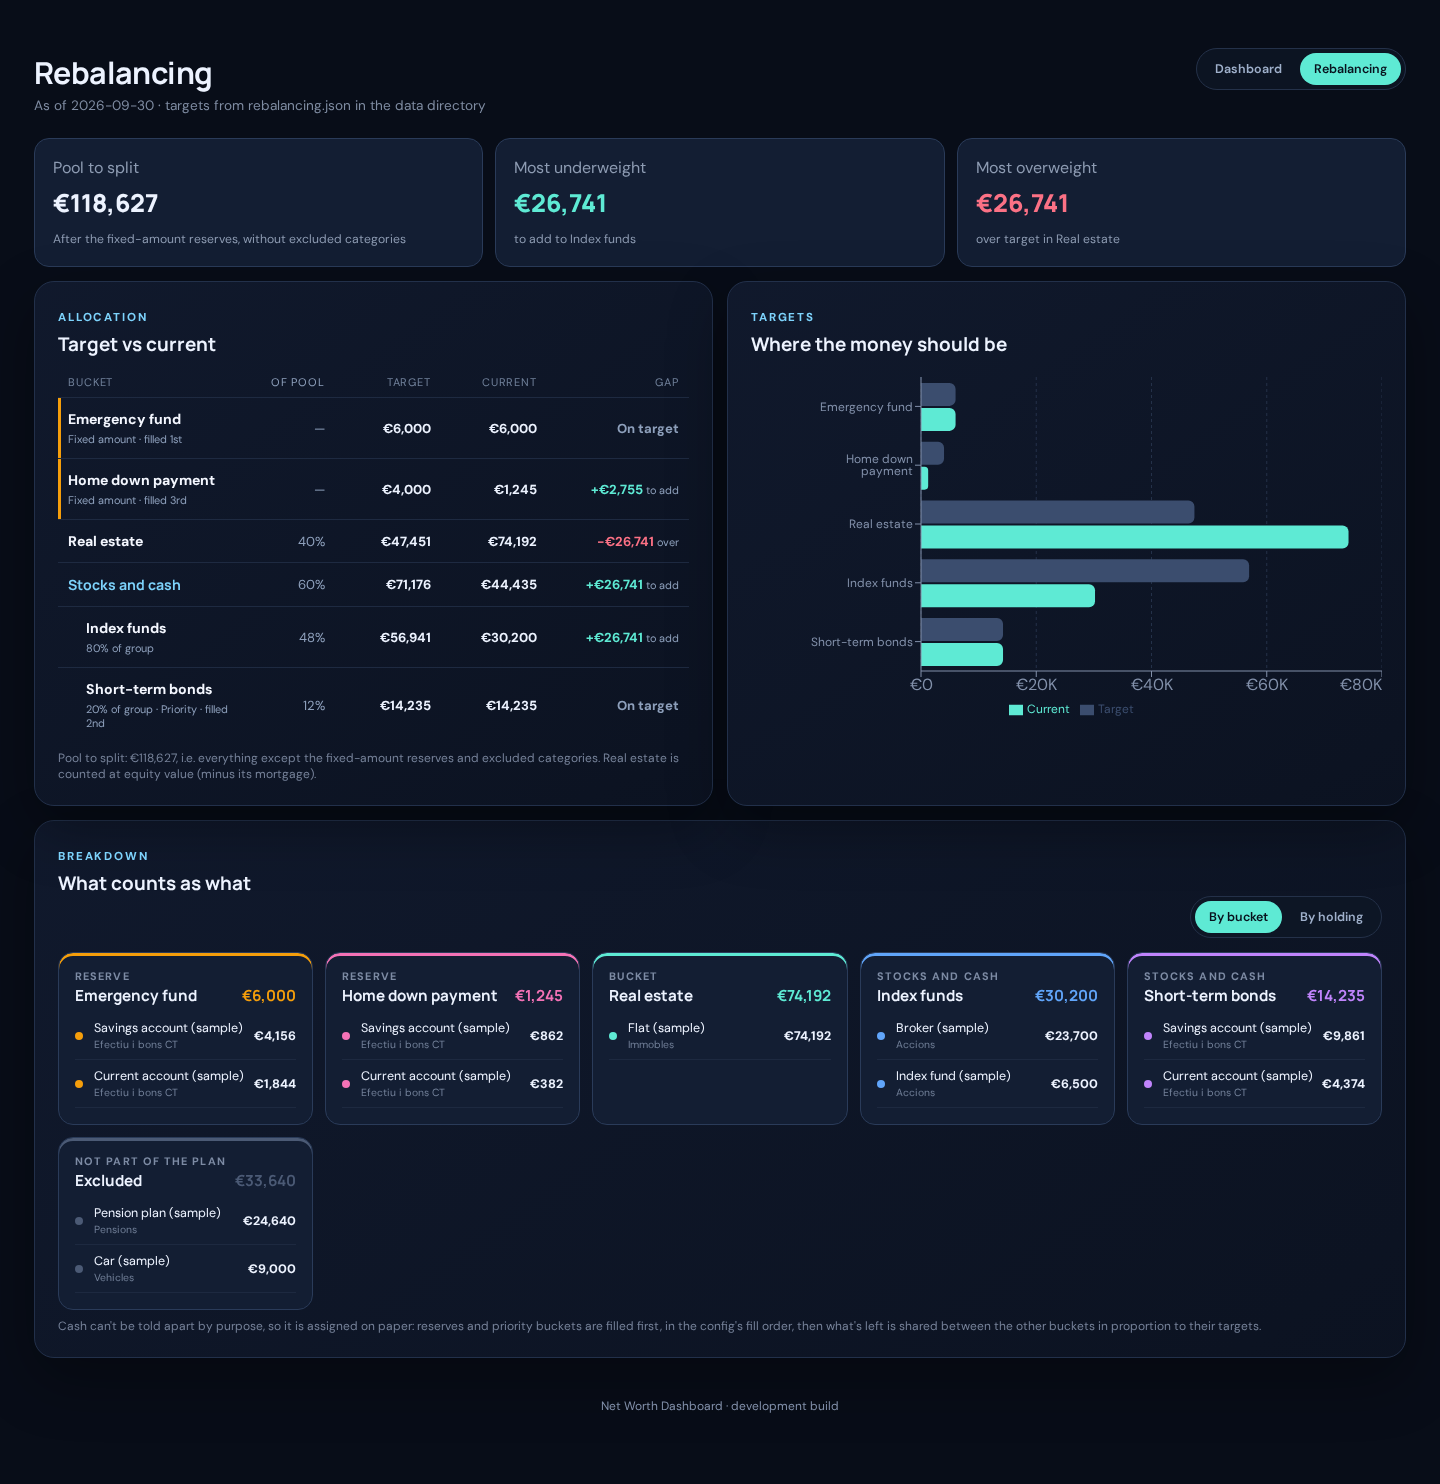 Rebalancing
As of 2026-09-30 · targets from rebalancing.json in the data directory
Dashboard
Rebalancing
Pool to split
€118,627
After the fixed-amount reserves, without excluded categories
Most underweight
€26,741
to add to Index funds
Most overweight
€26,741
over target in Real estate
ALLOCATION
Target vs current
BUCKET OF POOL TARGET CURRENT GAP
Emergency fund — €6,000 €6,000 On target
Fixed amount · filled 1st
Home down payment — €4,000 €1,245 +€2,755 to add
Fixed amount · filled 3rd
Real estate 40% €47,451 €74,192 −€26,741 over
Stocks and cash 60% €71,176 €44,435 +€26,741 to add
Index funds 48% €56,941 €30,200 +€26,741 to add
80% of group
Short-term bonds 12% €14,235 €14,235 On target
20% of group · Priority · filled
2nd
Pool to split: €118,627, i.e. everything except the fixed-amount reserves and excluded categories. Real estate is
counted at equity value (minus its mortgage).
TARGETS
Where the money should be
Emergency fund
Home down
payment
Real estate
Index funds
Short-term bonds
€0 €20K €40K €60K €80K
Current Target
BREAKDOWN
What counts as what
By bucket
By holding
RESERVE
Emergency fund €6,000
Savings account (sample) €4,156
Efectiu i bons CT
Current account (sample) €1,844
Efectiu i bons CT
RESERVE
Home down payment €1,245
Savings account (sample) €862
Efectiu i bons CT
Current account (sample) €382
Efectiu i bons CT
BUCKET
Real estate €74,192
Flat (sample) €74,192
Immobles
STOCKS AND CASH
Index funds €30,200
Broker (sample) €23,700
Accions
Index fund (sample) €6,500
Accions
STOCKS AND CASH
Short-term bonds €14,235
Savings account (sample) €9,861
Efectiu i bons CT
Current account (sample) €4,374
Efectiu i bons CT
NOT PART OF THE PLAN
Excluded €33,640
Pension plan (sample) €24,640
Pensions
Car (sample) €9,000
Vehicles
Cash can't be told apart by purpose, so it is assigned on paper: reserves and priority buckets are filled first, in the config's fill order, then what's left is shared between the other buckets in proportion to their targets.
Net Worth Dashboard · development build